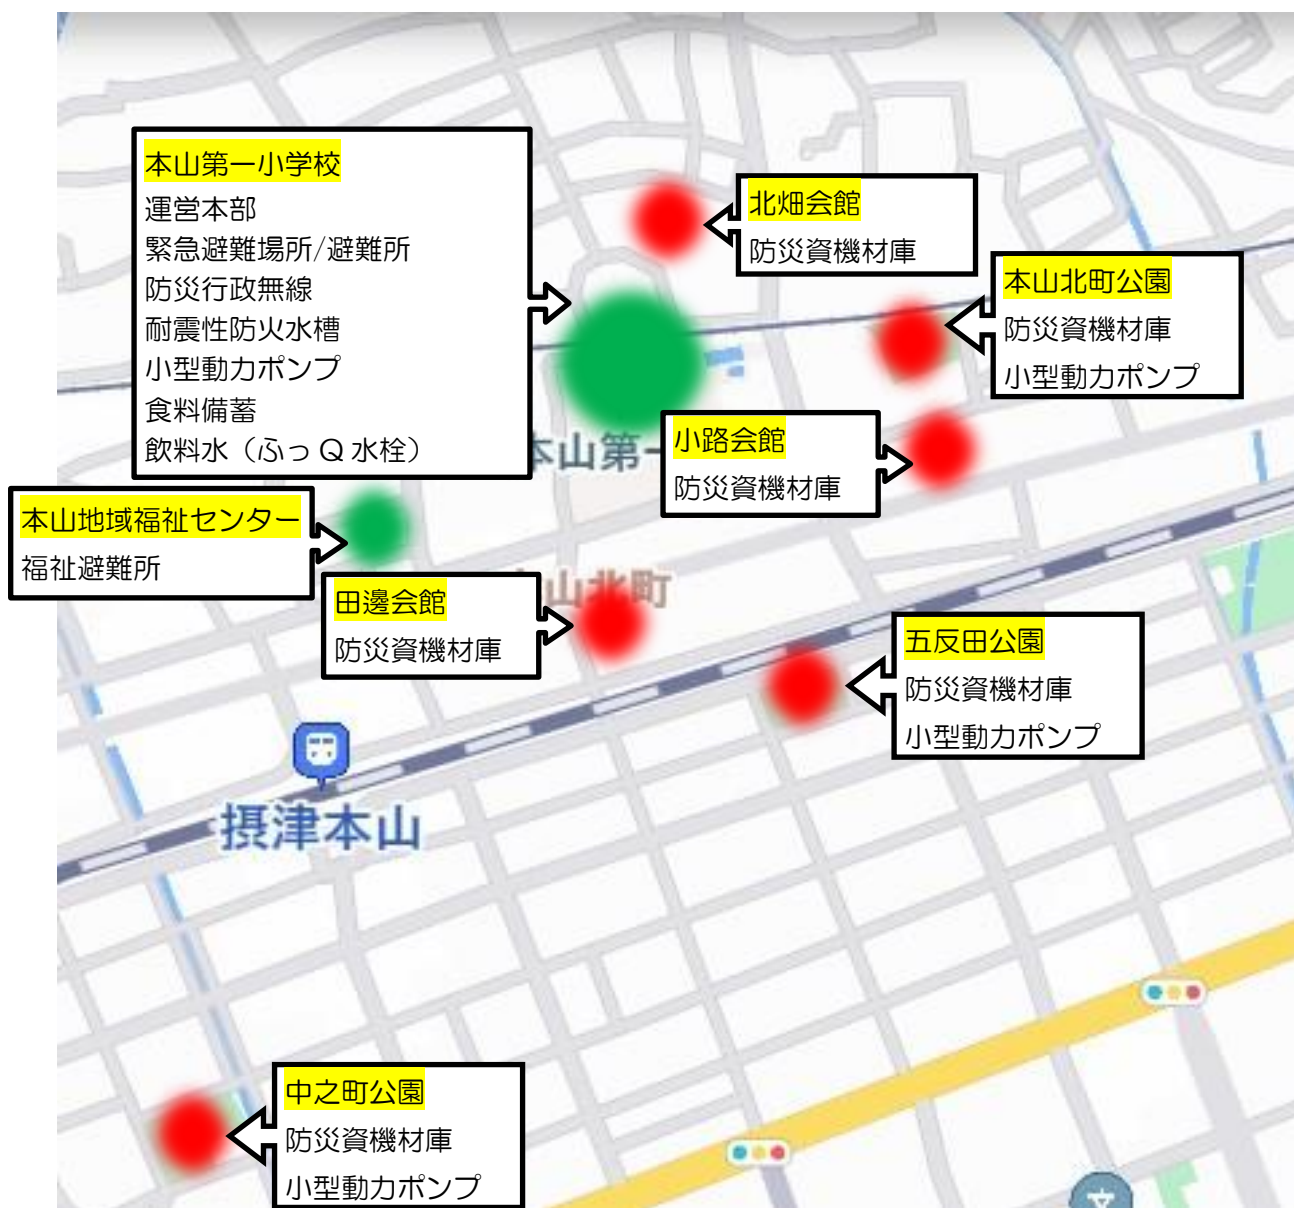 本山第一小学校
運営本部
緊急避難場所/避難所
防災行政無線
耐震性防火水槽
小型動力ポンプ
食料備蓄
飲料水（ふっQ水栓）
北畑会館
防災資機材庫
本山北町公園
防災資機材庫
小型動力ポンプ
小路会館
防災資機材庫
本山第一
本山地域福祉センター
福祉避難所
田邊会館
防災資機材庫
山北町
五反田公園
防災資機材庫
小型動力ポンプ
摂津本山
中之町公園
防災資機材庫
小型動力ポンプ
文